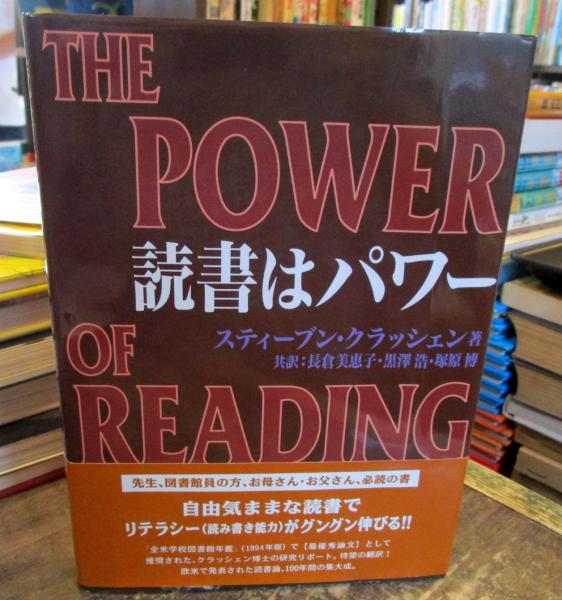 THE
POWER
読書はパワー
スティーブン・クラッシェン著
共訳：長倉美恵子・黒澤 浩・塚原 博
OF
READING
先生、図書館員の方、お母さん・お父さん、必読の書
自由気ままな読書で
リテラシー（読み書き能力）がグングン伸びる!!
「全米学校図書館年鑑」（1994年版）で【最優秀論文】として
推奨された、クラッシェン博士の研究リポート。待望の翻訳！
欧米で発表された読書論、100年間の集大成。